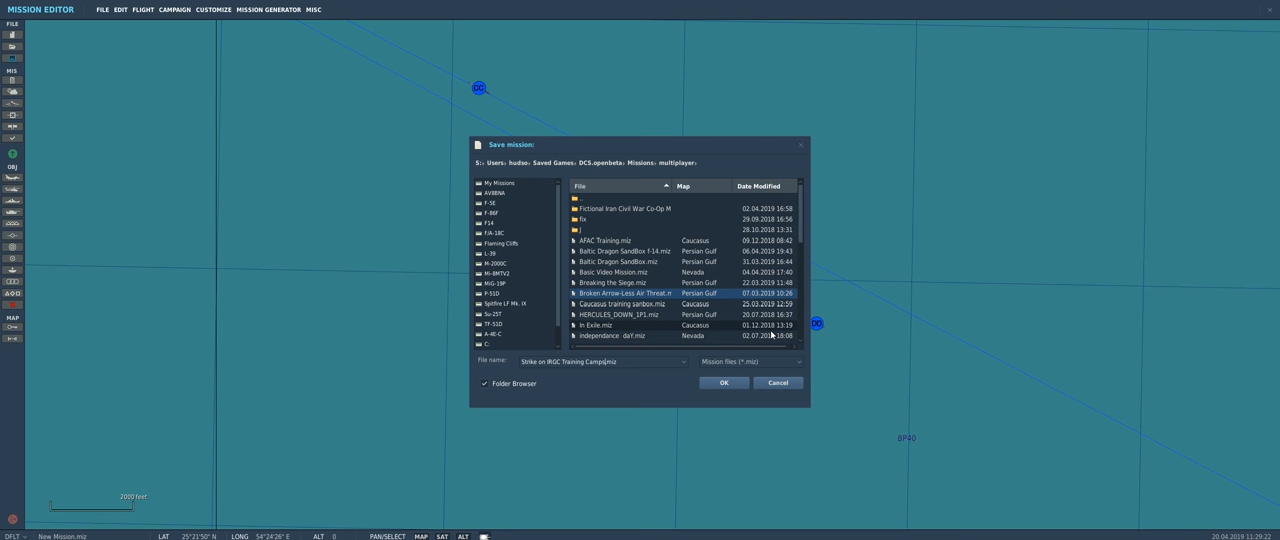 MISSION EDITOR FILE EDIT FLIGHT CAMPAIGN CUSTOMIZE MISSION GENERATOR MISC
FILE
MIS
OBJ
MAP
CC
DD
BP40
2000 feet
Save mission:
S:› Users› hudso› Saved Games› DCS.openbeta› Missions› multiplayer›
My Missions
AV8BNA
F-5E
F-86F
F14
F/A-18C
Flaming Cliffs
L-39
M-2000C
Mi-8MTV2
MiG-19P
P-51D
Spitfire LF Mk. IX
Su-25T
TF-51D
A-4E-C
C:
File Map Date Modified
..
Fictional Iran Civil War Co-Op M 02.04.2019 16:58
fix 29.09.2018 16:56
J 28.10.2018 13:31
AFAC Training.miz Caucasus 09.12.2018 08:42
Baltic Dragon SandBox f-14.miz Persian Gulf 06.04.2019 19:43
Baltic Dragon SandBox.miz Persian Gulf 31.03.2019 16:44
Basic Video Mission.miz Nevada 04.04.2019 17:40
Breaking the Siege.miz Persian Gulf 22.03.2019 11:48
Broken Arrow-Less Air Threat.m Persian Gulf 07.03.2019 10:26
Caucasus training sanbox.miz Caucasus 25.03.2019 12:59
HERCULES_DOWN_1P1.miz Persian Gulf 20.07.2018 16:37
In Exile.miz Caucasus 01.12.2018 13:19
independance daY.miz Nevada 02.07.201 18:08
File name: Strike on IRGC Training Camps.miz Mission files (*.miz)
Folder Browser OK Cancel
DFLT New Mission.miz LAT 25°21'50" N LONG 54°24'26" E ALT 0 PAN/SELECT MAP SAT ALT 20.04.2019 11:29:22